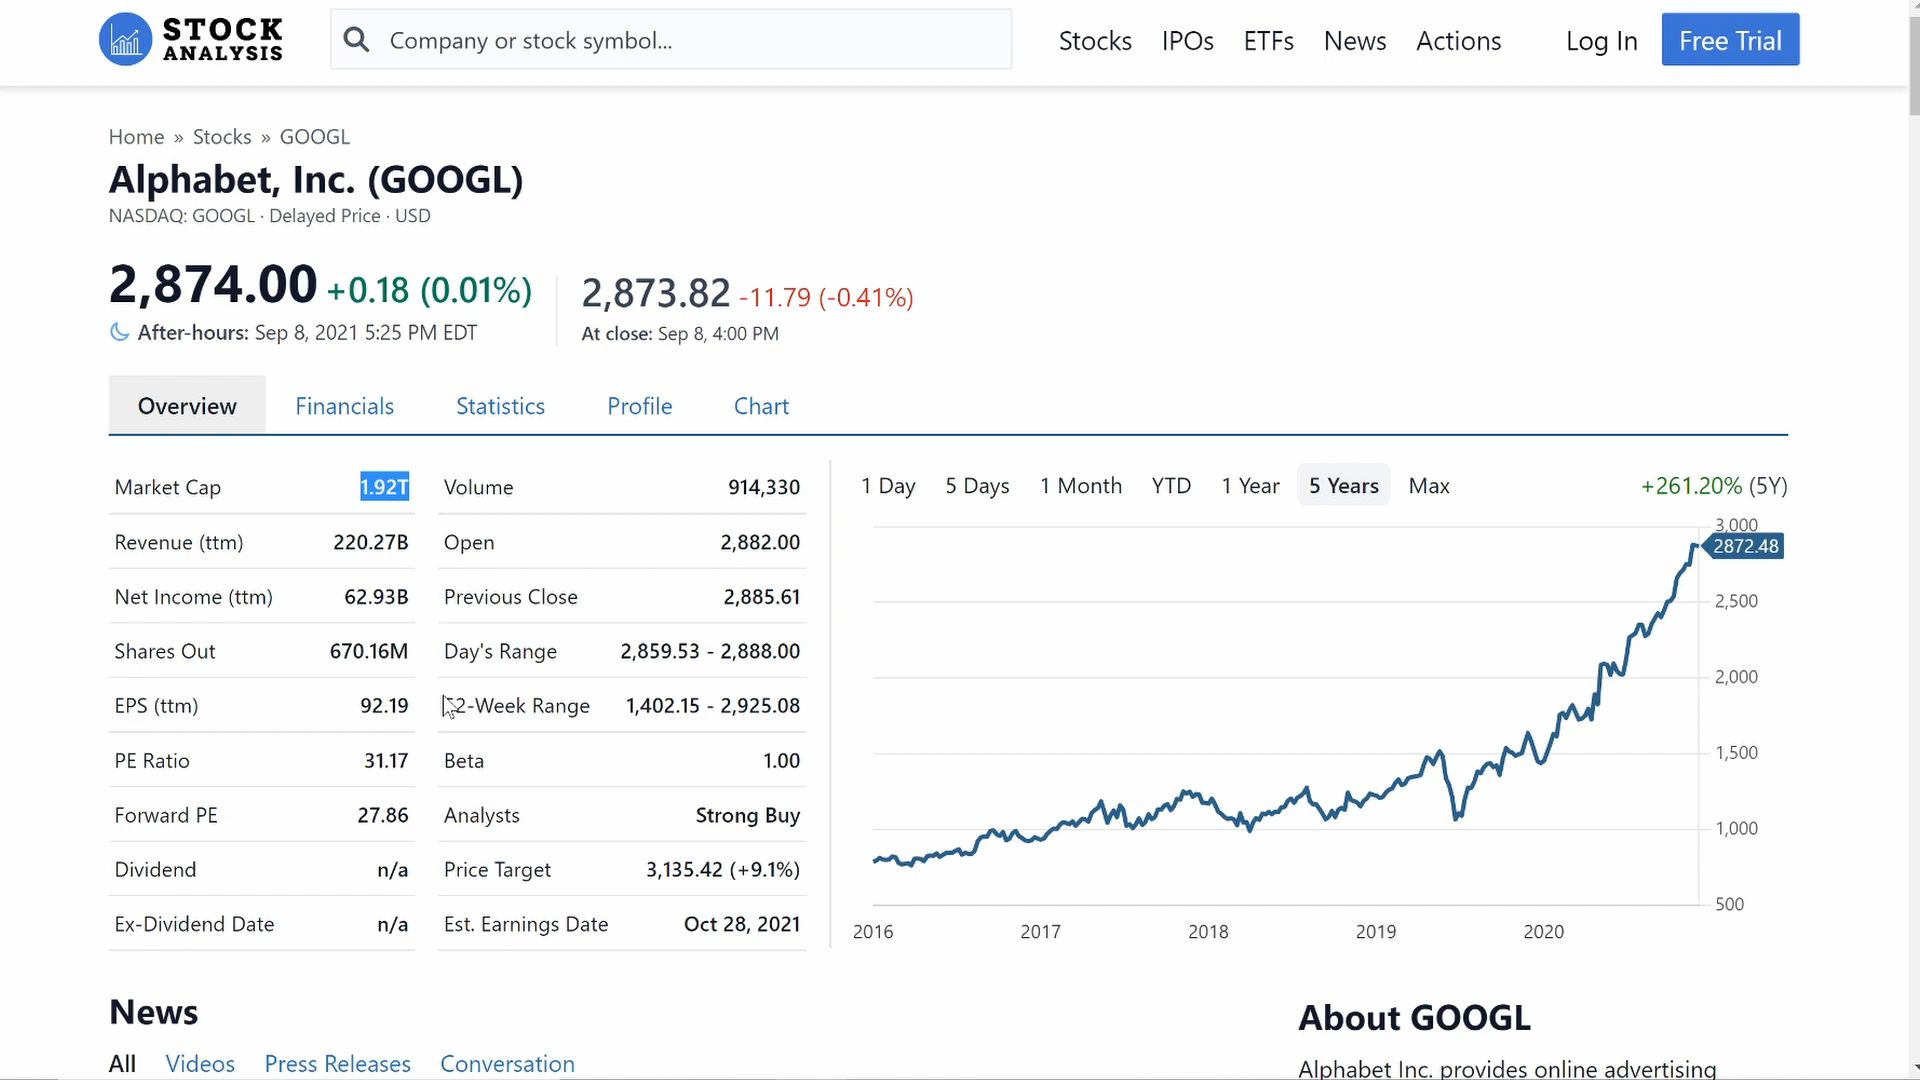 STOCK
ANALYSIS
Company or stock symbol...
Stocks IPOs ETFs News Actions Log In Free Trial
Home » Stocks » GOOGL
Alphabet, Inc. (GOOGL)
NASDAQ: GOOGL · Delayed Price · USD
2,874.00 +0.18 (0.01%) 2,873.82 -11.79 (-0.41%)
After-hours: Sep 8, 2021 5:25 PM EDT At close: Sep 8, 4:00 PM
Overview Financials Statistics Profile Chart
Market Cap 1.92T
Revenue (ttm) 220.27B
Net Income (ttm) 62.93B
Shares Out 670.16M
EPS (ttm) 92.19
PE Ratio 31.17
Forward PE 27.86
Dividend n/a
Ex-Dividend Date n/a
Volume 914,330
Open 2,882.00
Previous Close 2,885.61
Day's Range 2,859.53 - 2,888.00
52-Week Range 1,402.15 - 2,925.08
Beta 1.00
Analysts Strong Buy
Price Target 3,135.42 (+9.1%)
Est. Earnings Date Oct 28, 2021
1 Day 5 Days 1 Month YTD 1 Year 5 Years Max +261.20% (5Y)
3,000
2872.48
2,500
2,000
1,500
1,000
500
2016 2017 2018 2019 2020
News
All Videos Press Releases Conversation
About GOOGL
Alphabet Inc. provides online advertising